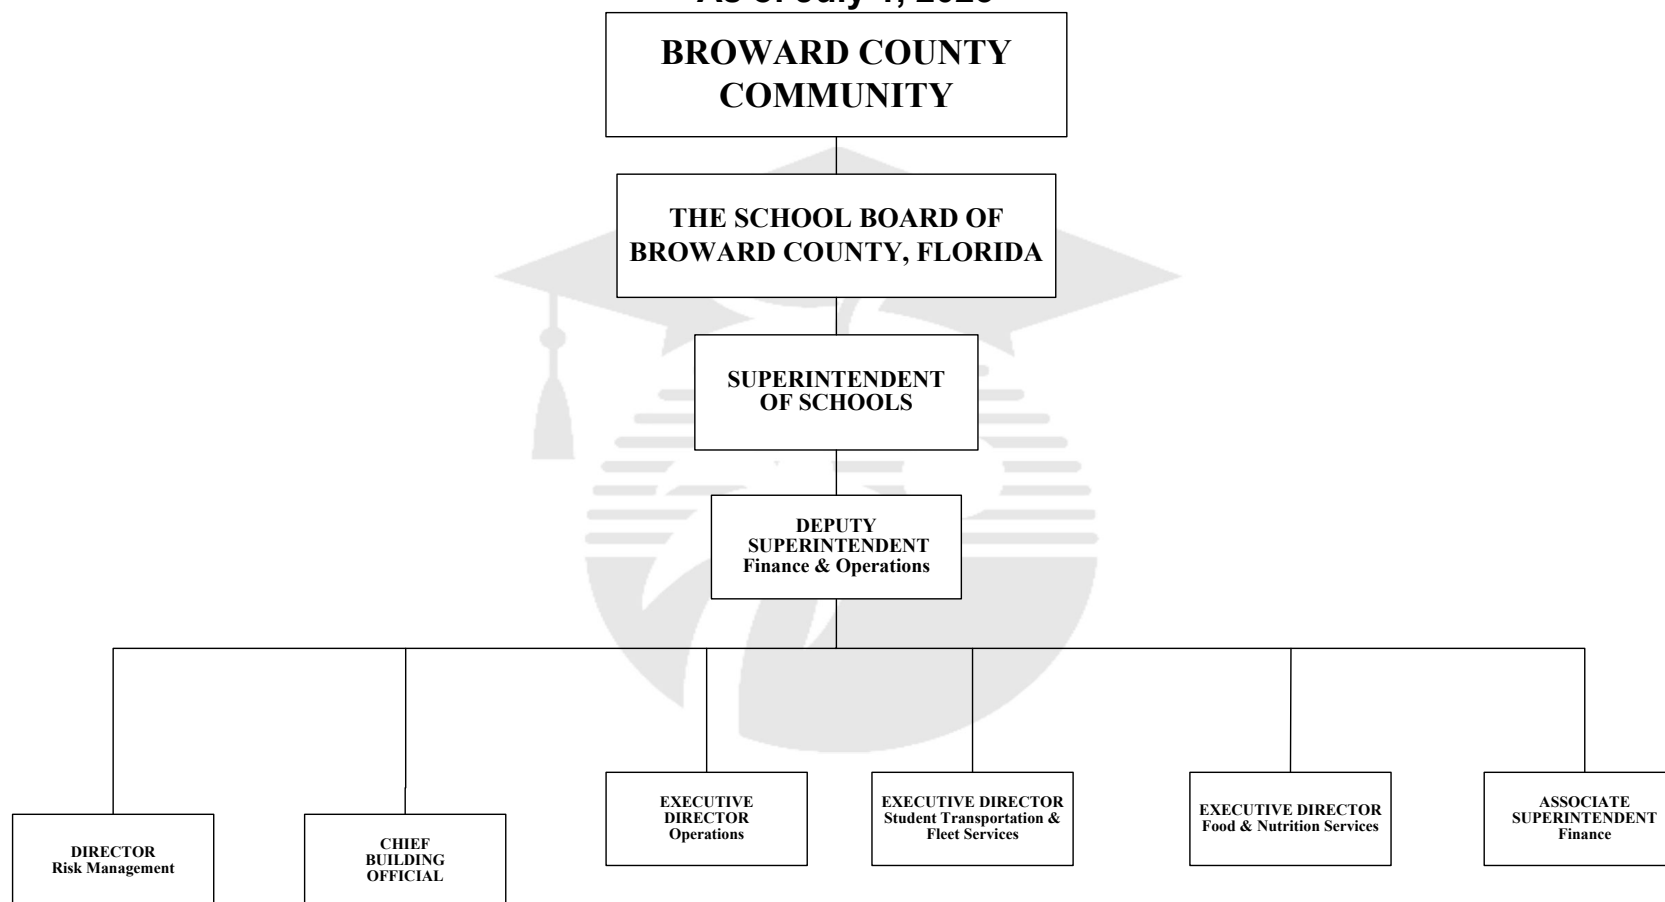 BROWARD COUNTY
COMMUNITY
THE SCHOOL BOARD OF
BROWARD COUNTY, FLORIDA
SUPERINTENDENT
OF SCHOOLS
DEPUTY
SUPERINTENDENT
Finance & Operations
DIRECTOR
Risk Management
CHIEF
BUILDING
OFFICIAL
EXECUTIVE
DIRECTOR
Operations
EXECUTIVE DIRECTOR
Student Transportation &
Fleet Services
EXECUTIVE DIRECTOR
Food & Nutrition Services
ASSOCIATE
SUPERINTENDENT
Finance